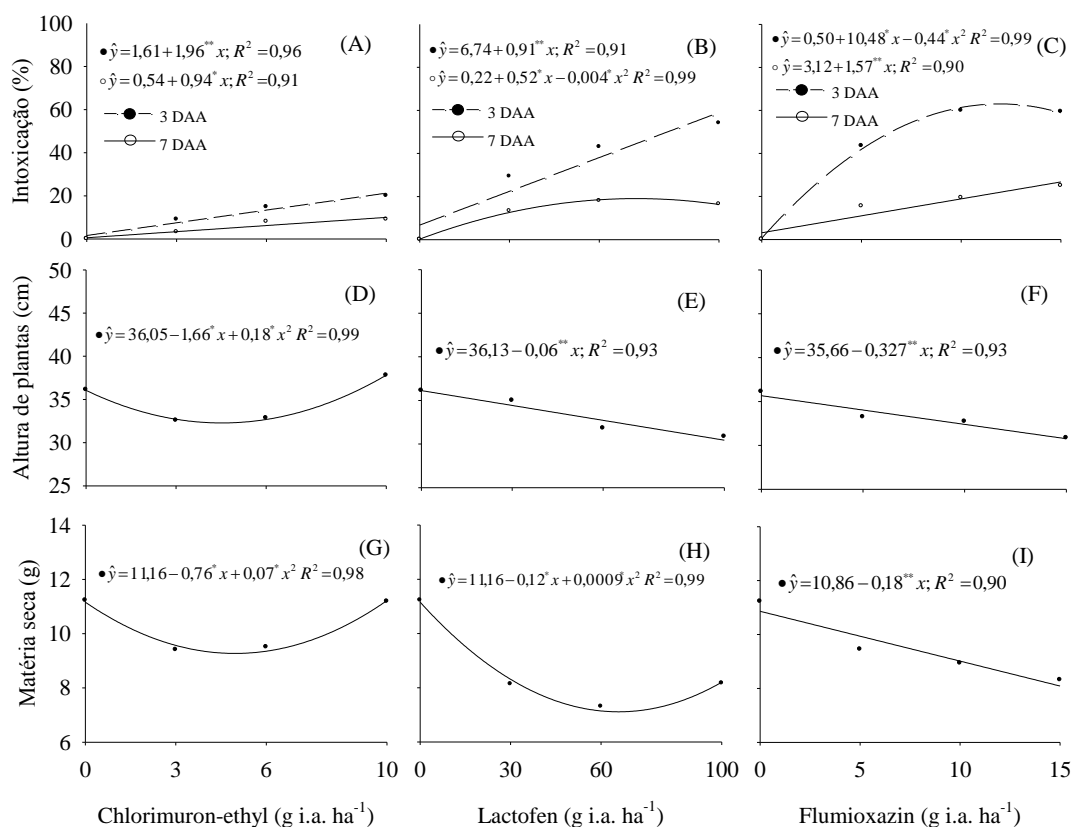 100
80
60
40
20
0
Intoxicação (%)
(A)
● ŷ = 1,61 + 1,96** x; R² = 0,96
○ ŷ = 0,54 + 0,94* x; R² = 0,91
3 DAA
7 DAA
(B)
● ŷ = 6,74 + 0,91** x; R² = 0,91
○ ŷ = 0,22 + 0,52* x − 0,004* x² R² = 0,99
3 DAA
7 DAA
(C)
● ŷ = 0,50 + 10,48* x − 0,44* x² R² = 0,99
○ ŷ = 3,12 + 1,57** x; R² = 0,90
3 DAA
7 DAA
50
45
40
35
30
25
Altura de plantas (cm)
(D)
● ŷ = 36,05 − 1,66* x + 0,18* x² R² = 0,99
(E)
● ŷ = 36,13 − 0,06** x; R² = 0,93
(F)
● ŷ = 35,66 − 0,327** x; R² = 0,93
14
12
10
8
6
Matéria seca (g)
(G)
● ŷ = 11,16 − 0,76* x + 0,07* x² R² = 0,98
(H)
● ŷ = 11,16 − 0,12* x + 0,0009* x² R² = 0,99
(I)
● ŷ = 10,86 − 0,18** x; R² = 0,90
0 3 6 10
0 30 60 100
0 5 10 15
Chlorimuron-ethyl (g i.a. ha⁻¹)
Lactofen (g i.a. ha⁻¹)
Flumioxazin (g i.a. ha⁻¹)